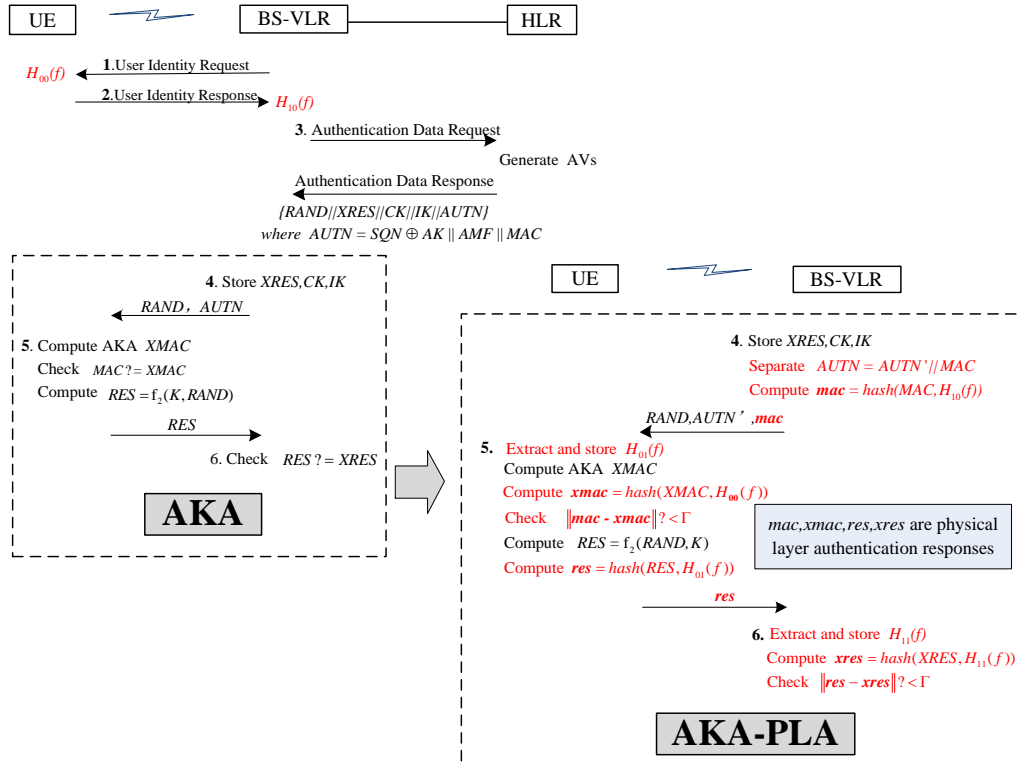 UE
BS-VLR
HLR
H₀₀(f)
1.User Identity Request
2.User Identity Response
H₁₀(f)
3. Authentication Data Request
Generate AVs
Authentication Data Response
{RAND//XRES//CK//IK//AUTN}
where AUTN = SQN ⊕ AK || AMF || MAC
4. Store XRES,CK,IK
RAND, AUTN
5. Compute AKA XMAC
Check MAC? = XMAC
Compute RES = f₂(K, RAND)
RES
6. Check RES? = XRES
AKA
UE
BS-VLR
4. Store XRES,CK,IK
Separate AUTN = AUTN'//MAC
Compute mac = hash(MAC, H₁₀(f))
RAND,AUTN',mac
5. Extract and store H₀₁(f)
Compute AKA XMAC
Compute xmac = hash(XMAC, H₀₀(f))
Check ‖mac - xmac‖? < Γ
Compute RES = f₂(RAND, K)
Compute res = hash(RES, H₀₁(f))
mac,xmac,res,xres are physical
layer authentication responses
res
6. Extract and store H₁₁(f)
Compute xres = hash(XRES, H₁₁(f))
Check ‖res − xres‖? < Γ
AKA-PLA